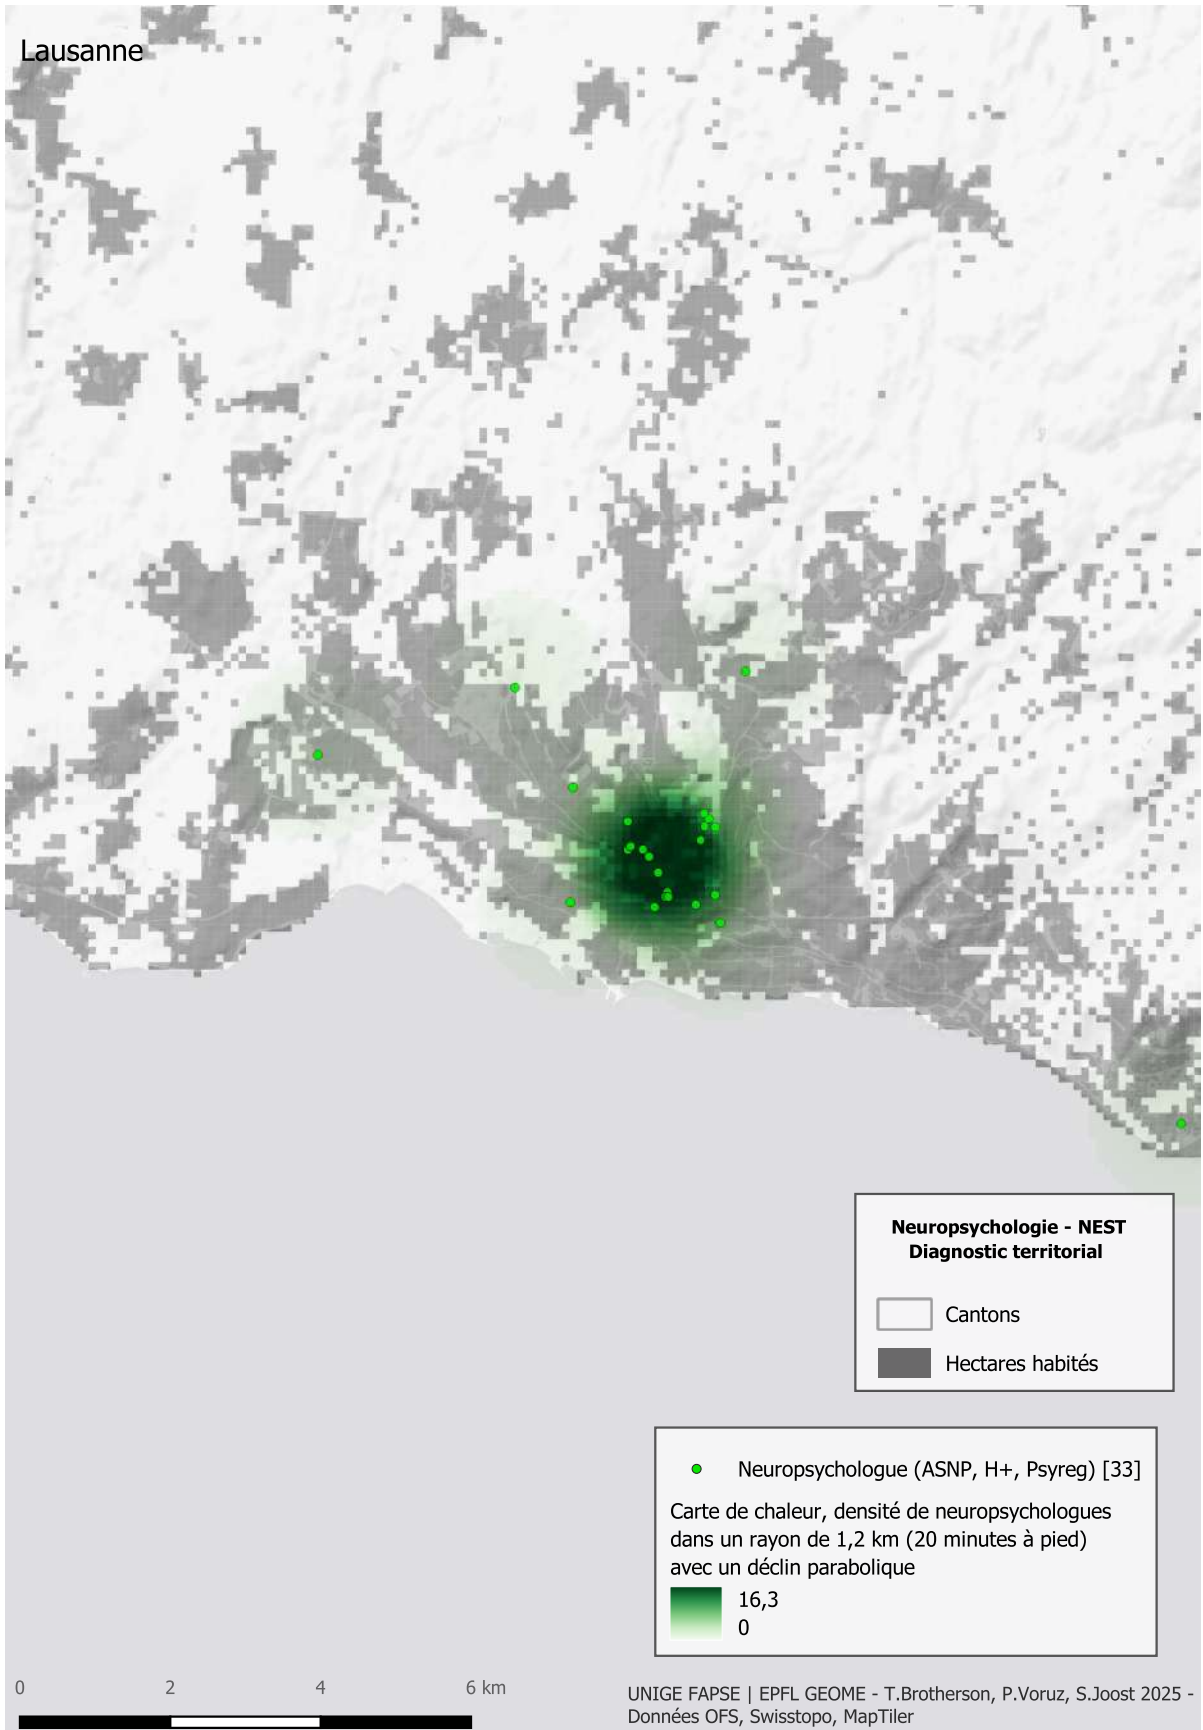 Lausanne
Neuropsychologie - NEST
Diagnostic territorial
Cantons
Hectares habités
Neuropsychologue (ASNP, H+, Psyreg) [33]
Carte de chaleur, densité de neuropsychologues
dans un rayon de 1,2 km (20 minutes à pied)
avec un déclin parabolique
16,3
0
0 2 4 6 km
UNIGE FAPSE | EPFL GEOME - T.Brotherson, P.Voruz, S.Joost 2025 -
Données OFS, Swisstopo, MapTiler